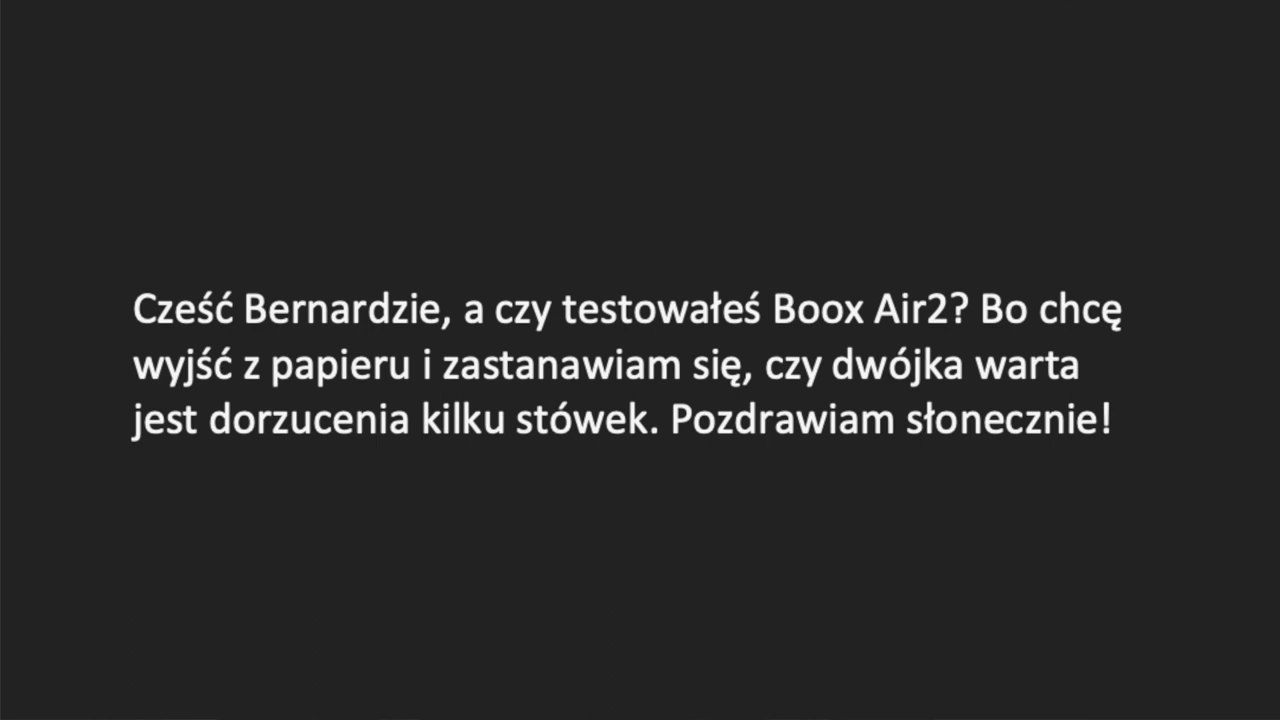 Cześć Bernardzie, a czy testowałeś Boox Air2? Bo chcę
wyjść z papieru i zastanawiam się, czy dwójka warta
jest dorzucenia kilku stówek. Pozdrawiam słonecznie!